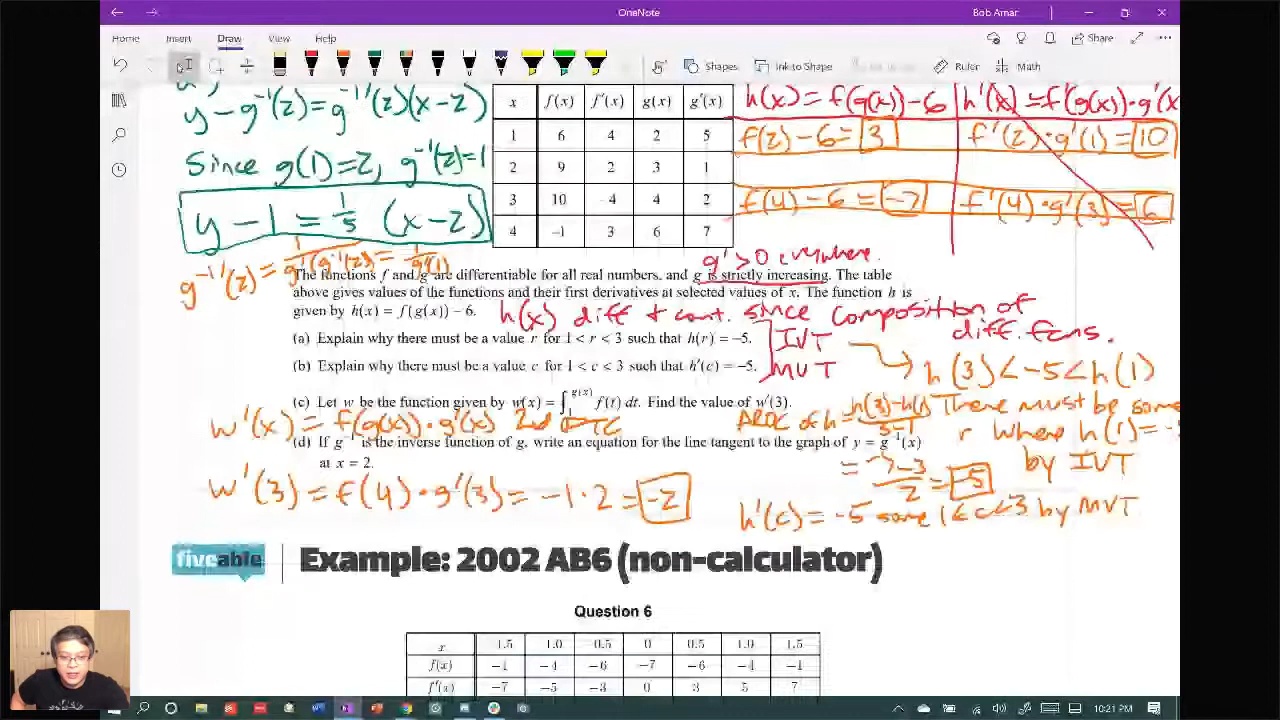 OneNote
Bob Amar
Home Insert Draw View Help
Share
Shapes Ink to Shape Ruler Math
y-g⁻¹(2)=g⁻¹′(2)(x-2)
Since g(1)=2, g⁻¹(2)=1
y-1=1/5 (x-2)
g⁻¹′(2)=1/g′(g⁻¹(2))=1/g′(1)
x f(x) f′(x) g(x) g′(x)
1 6 4 2 5
2 9 2 3 1
3 10 -4 4 2
4 -1 3 6 7
h(x)=f(g(x))-6 h′(x)=f′(g(x))·g′(x
f(2)-6=3 f′(2)·g′(1)=10
f(4)-6=-7 f′(4)·g′(3)=6
g′>0 everywhere.
The functions f and g are differentiable for all real numbers, and g is strictly increasing. The table
above gives values of the functions and their first derivatives at selected values of x. The function h is
given by h(x) = f(g(x)) - 6.
h(x) diff + cont. since composition of
diff. fcns.
(a) Explain why there must be a value r for 1 < r < 3 such that h(r) = -5.
IVT
(b) Explain why there must be a value c for 1 < c < 3 such that h′(c) = -5.
MVT
h(3)<-5<h(1)
There must be some
r where h(r)=-5
by IVT
(c) Let w be the function given by w(x) = ∫₁^g(x) f(t) dt. Find the value of w′(3).
w′(x)=f(g(x))·g′(x) 2nd FTC
AROC of h=h(3)-h(1)/3-1
(d) If g⁻¹ is the inverse function of g, write an equation for the line tangent to the graph of y = g⁻¹(x)
at x = 2.
=-7-3/2=-5
w′(3)=f(4)·g′(3)=-1·2=-2
h′(c)=-5 some 1<c<3 by MVT
fiveable
Example: 2002 AB6 (non-calculator)
Question 6
x -1.5 -1.0 -0.5 0 0.5 1.0 1.5
f(x) -1 -4 -6 -7 -6 -4 -1
f′(x) -7 -5 -3 0 3 5 7
10:21 PM